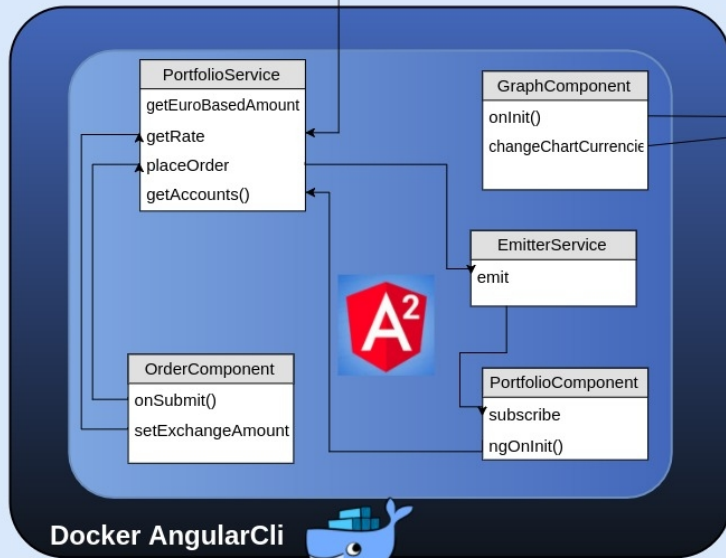 PortfolioService
getEuroBasedAmount
getRate
placeOrder
getAccounts()
GraphComponent
onInit()
changeChartCurrencie
EmitterService
emit
A2
OrderComponent
onSubmit()
setExchangeAmount
PortfolioComponent
subscribe
ngOnInit()
Docker AngularCli